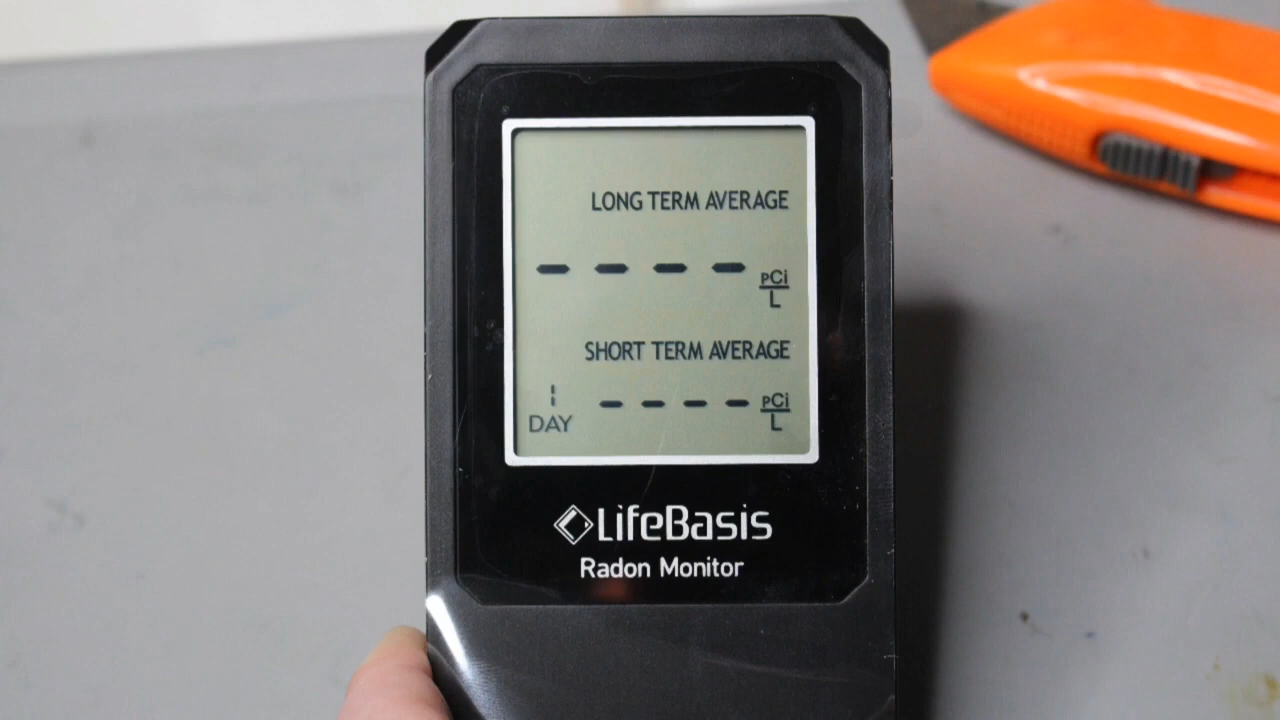 LONG TERM AVERAGE
- - - - pCi/L
SHORT TERM AVERAGE
1 DAY - - - - pCi/L
LifeBasis
Radon Monitor